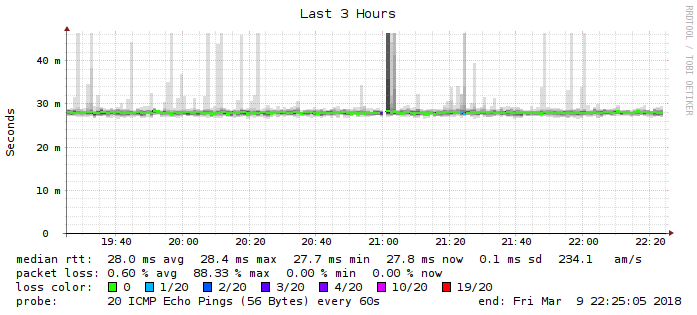 Last 3 Hours
RRDTOOL / TOBI OETIKER
Seconds
40 m
30 m
20 m
10 m
0
19:40 20:00 20:20 20:40 21:00 21:20 21:40 22:00 22:20
median rtt: 28.0 ms avg 28.4 ms max 27.7 ms min 27.8 ms now 0.1 ms sd 234.1 am/s
packet loss: 0.60 % avg 88.33 % max 0.00 % min 0.00 % now
loss color: 0 1/20 2/20 3/20 4/20 10/20 19/20
probe: 20 ICMP Echo Pings (56 Bytes) every 60s end: Fri Mar 9 22:25:05 2018